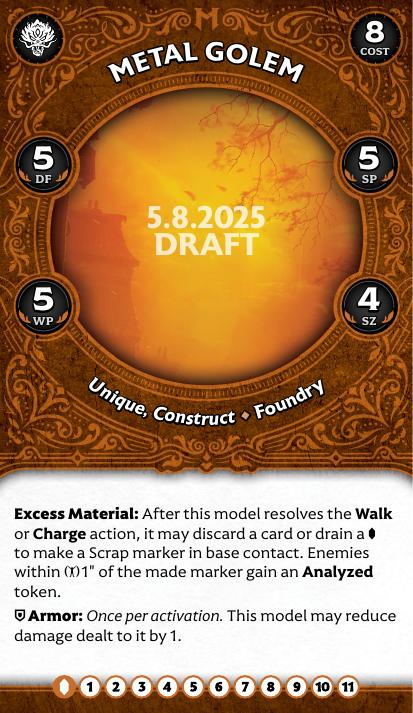 M
8
COST
METAL GOLEM
5
DF
5
SP
5.8.2025
DRAFT
5
WP
4
SZ
Unique, Construct ♦ Foundry
Excess Material: After this model resolves the Walk
or Charge action, it may discard a card or drain a
to make a Scrap marker in base contact. Enemies
within 1" of the made marker gain an Analyzed
token.
Armor: Once per activation. This model may reduce
damage dealt to it by 1.
1 2 3 4 5 6 7 8 9 10 11